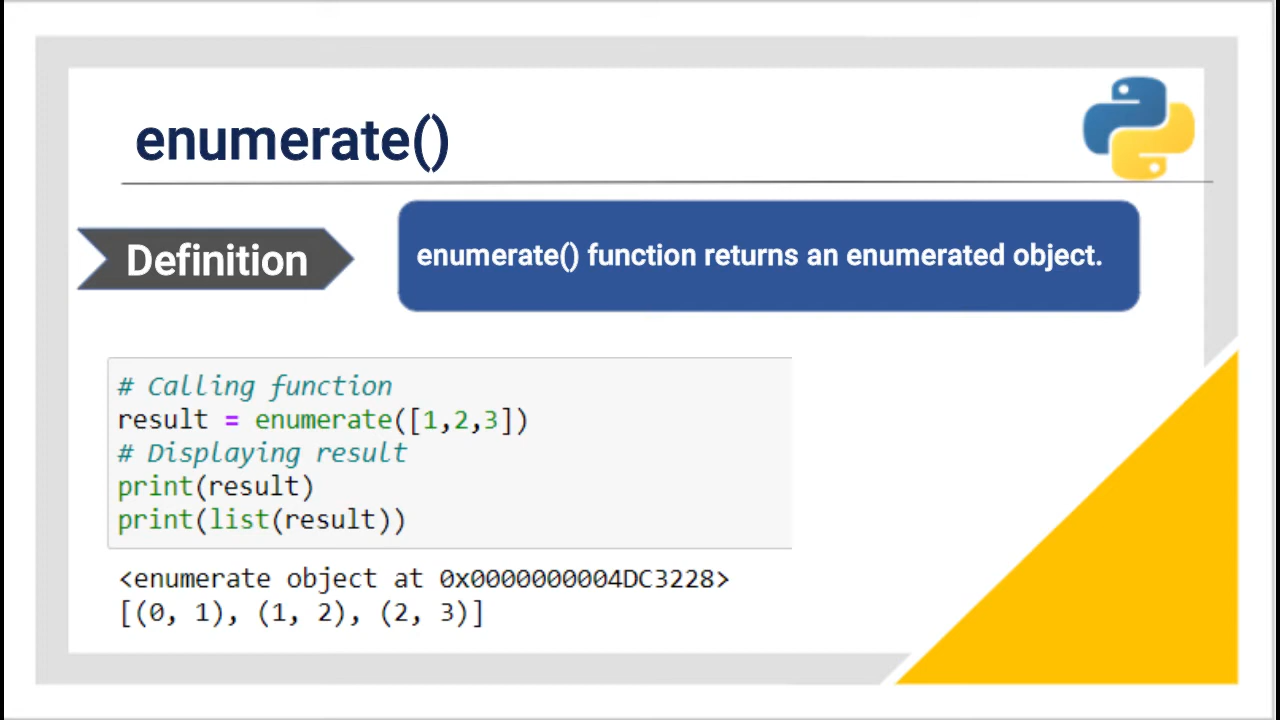 enumerate()
Definition
enumerate() function returns an enumerated object.
# Calling function
result = enumerate([1,2,3])
# Displaying result
print(result)
print(list(result))
<enumerate object at 0x0000000004DC3228>
[(0, 1), (1, 2), (2, 3)]